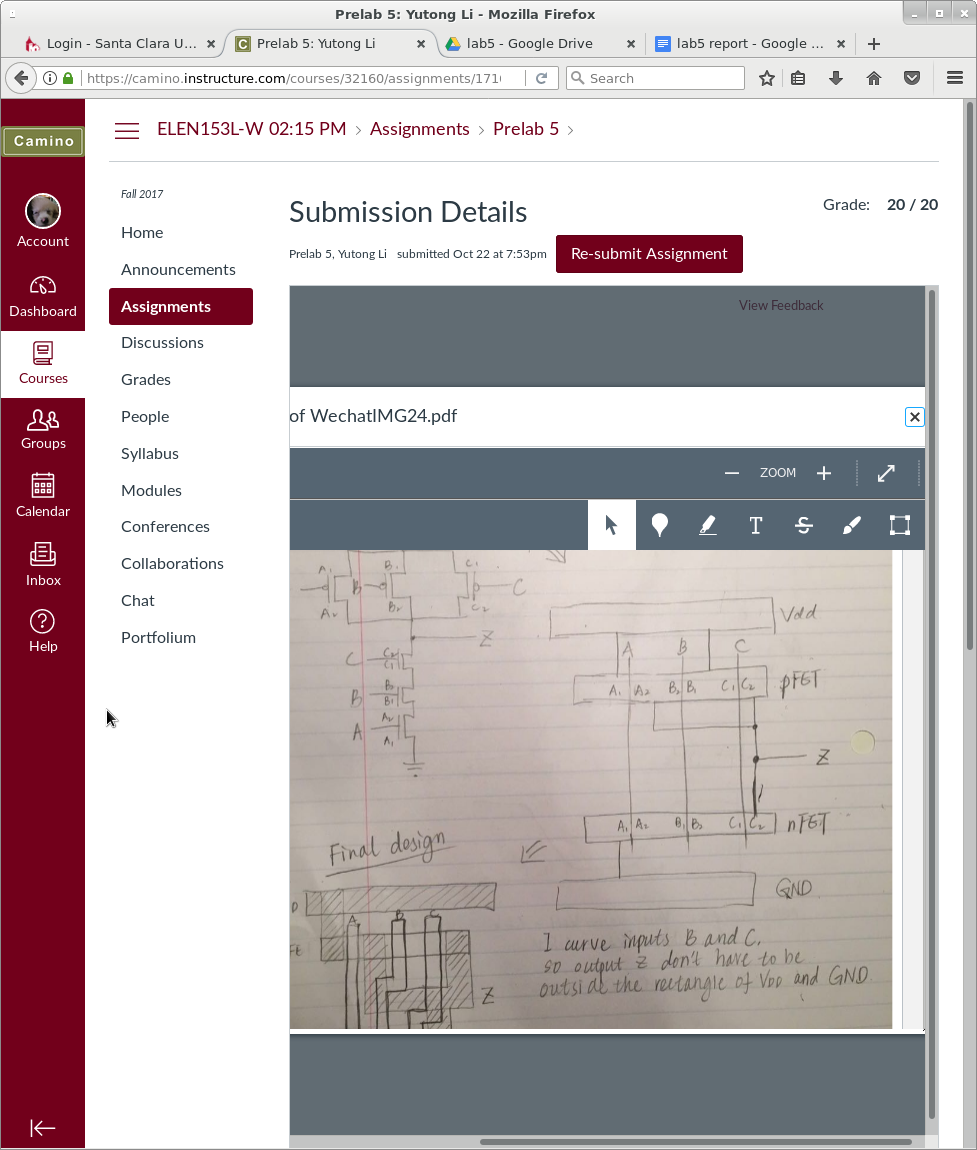 Prelab 5: Yutong Li - Mozilla Firefox
Login - Santa Clara U... × Prelab 5: Yutong Li × lab5 - Google Drive × lab5 report - Google ... × +
https://camino.instructure.com/courses/32160/assignments/1710 Search
Camino
ELEN153L-W 02:15 PM > Assignments > Prelab 5 >
Account
Dashboard
Courses
Groups
Calendar
Inbox
Help
Fall 2017
Home
Announcements
Assignments
Discussions
Grades
People
Syllabus
Modules
Conferences
Collaborations
Chat
Portfolium
Submission Details
Grade: 20 / 20
Prelab 5, Yutong Li submitted Oct 22 at 7:53pm Re-submit Assignment
View Feedback
of WechatIMG24.pdf
ZOOM
A1 B1 C1
B C
A2 B2 C2
Z
C C2 C1
B B2 B1
A A2 A1
Vdd
A B C
A1 A2 B2 B1 C1 C2 pFET
Z
A1 A2 B1 B2 C1 C2 nFET
GND
Final design
D
A B C
Z
I curve inputs B and C,
so output Z don't have to be
outside the rectangle of VDD and GND